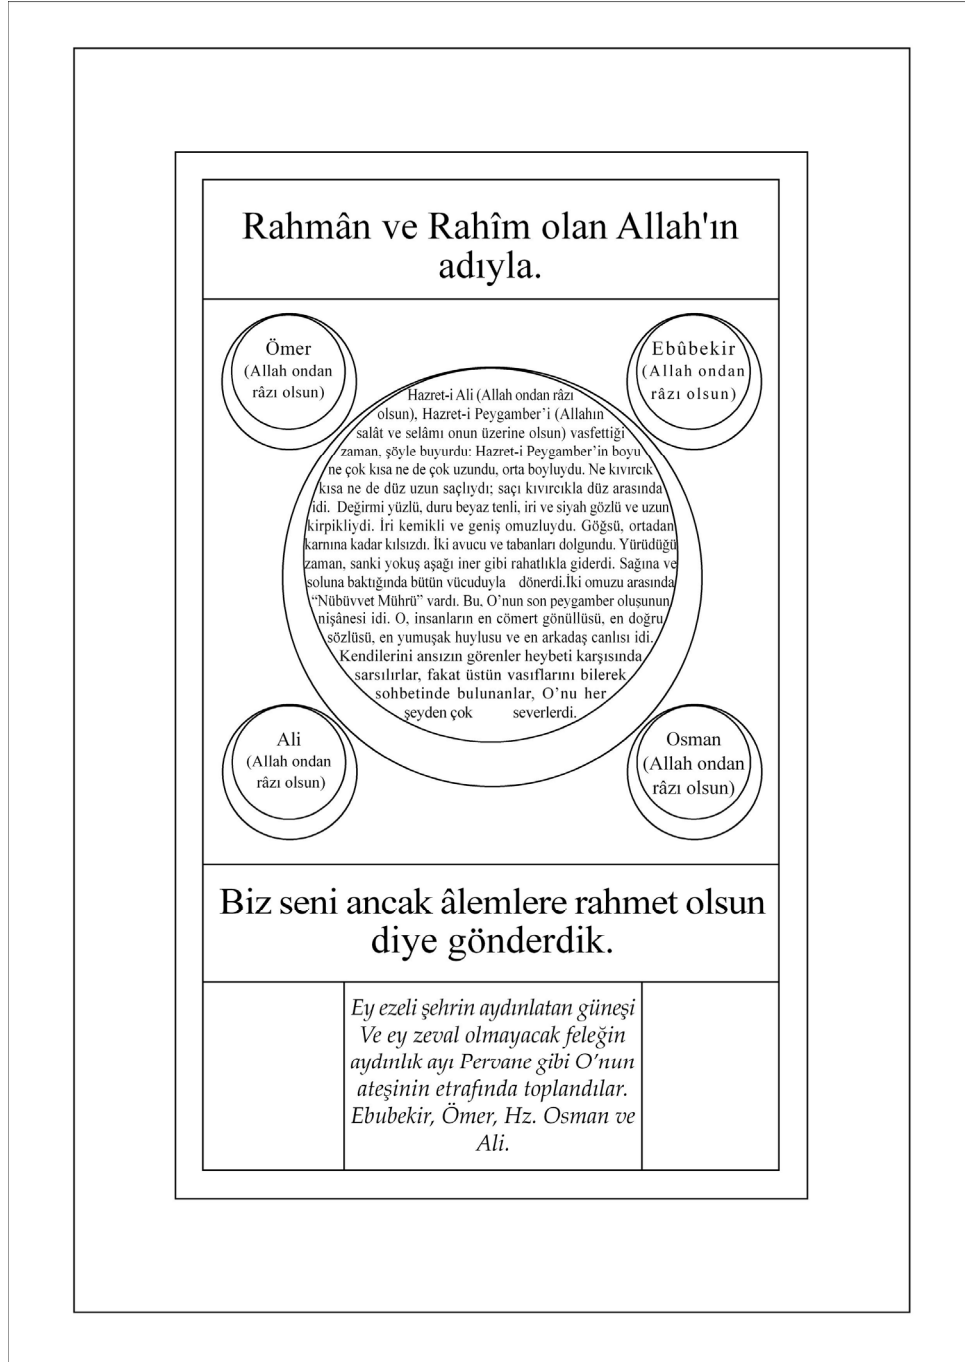 Rahmân ve Rahîm olan Allah'ın
adıyla.
Ömer
(Allah ondan
râzı olsun)
Ebûbekir
(Allah ondan
râzı olsun)
Hazret-i Ali (Allah ondan râzı
olsun), Hazret-i Peygamber’i (Allahın
salât ve selâmı onun üzerine olsun) vasfettiği
zaman, şöyle buyurdu: Hazret-i Peygamber’in boyu
ne çok kısa ne de çok uzundu, orta boyluydu. Ne kıvırcık
kısa ne de düz uzun saçlıydı; saçı kıvırcıkla düz arasında
idi. Değirmi yüzlü, duru beyaz tenli, iri ve siyah gözlü ve uzun
kirpikliydi. İri kemikli ve geniş omuzluydu. Göğsü, ortadan
karnına kadar kılsızdı. İki avucu ve tabanları dolgundu. Yürüdüğü
zaman, sanki yokuş aşağı iner gibi rahatlıkla giderdi. Sağına ve
soluna baktığında bütün vücuduyla dönerdi.İki omuzu arasında
“Nübüvvet Mührü” vardı. Bu, O’nun son peygamber oluşunun
nişânesi idi. O, insanların en cömert gönüllüsü, en doğru
sözlüsü, en yumuşak huylusu ve en arkadaş canlısı idi.
Kendilerini ansızın görenler heybeti karşısında
sarsılırlar, fakat üstün vasıflarını bilerek
sohbetinde bulunanlar, O’nu her
şeyden çok severlerdi.
Ali
(Allah ondan
râzı olsun)
Osman
(Allah ondan
râzı olsun)
Biz seni ancak âlemlere rahmet olsun
diye gönderdik.
Ey ezeli şehrin aydınlatan güneşi
Ve ey zeval olmayacak feleğin
aydınlık ayı Pervane gibi O’nun
ateşinin etrafında toplandılar.
Ebubekir, Ömer, Hz. Osman ve
Ali.